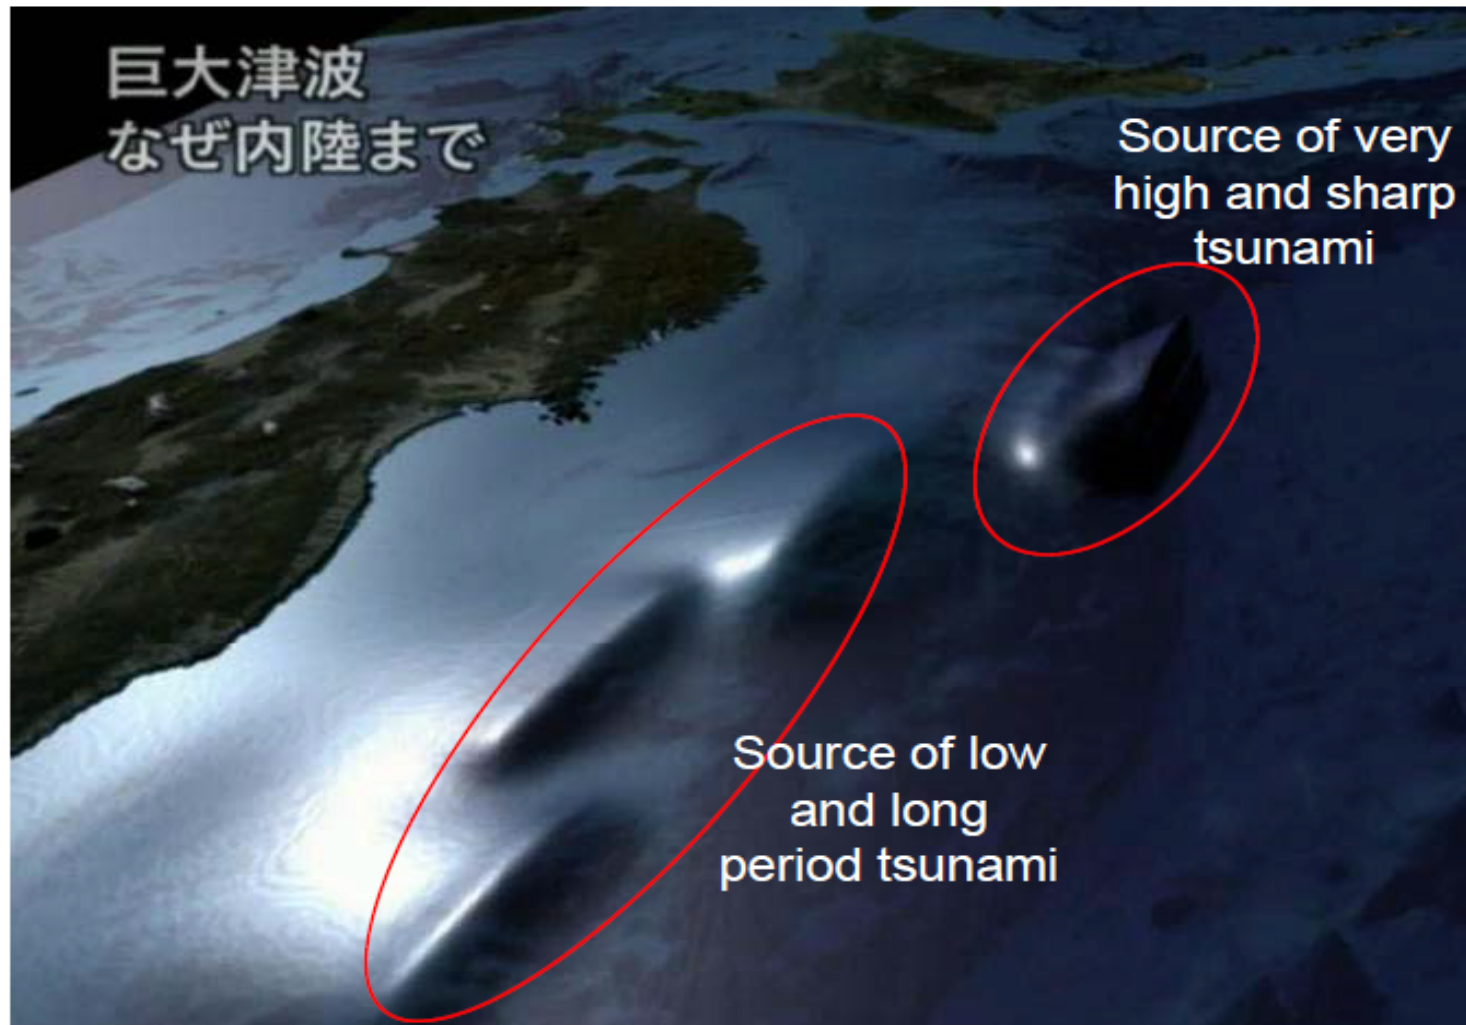 巨大津波
なぜ内陸まで
Source of very
high and sharp
tsunami
Source of low
and long
period tsunami